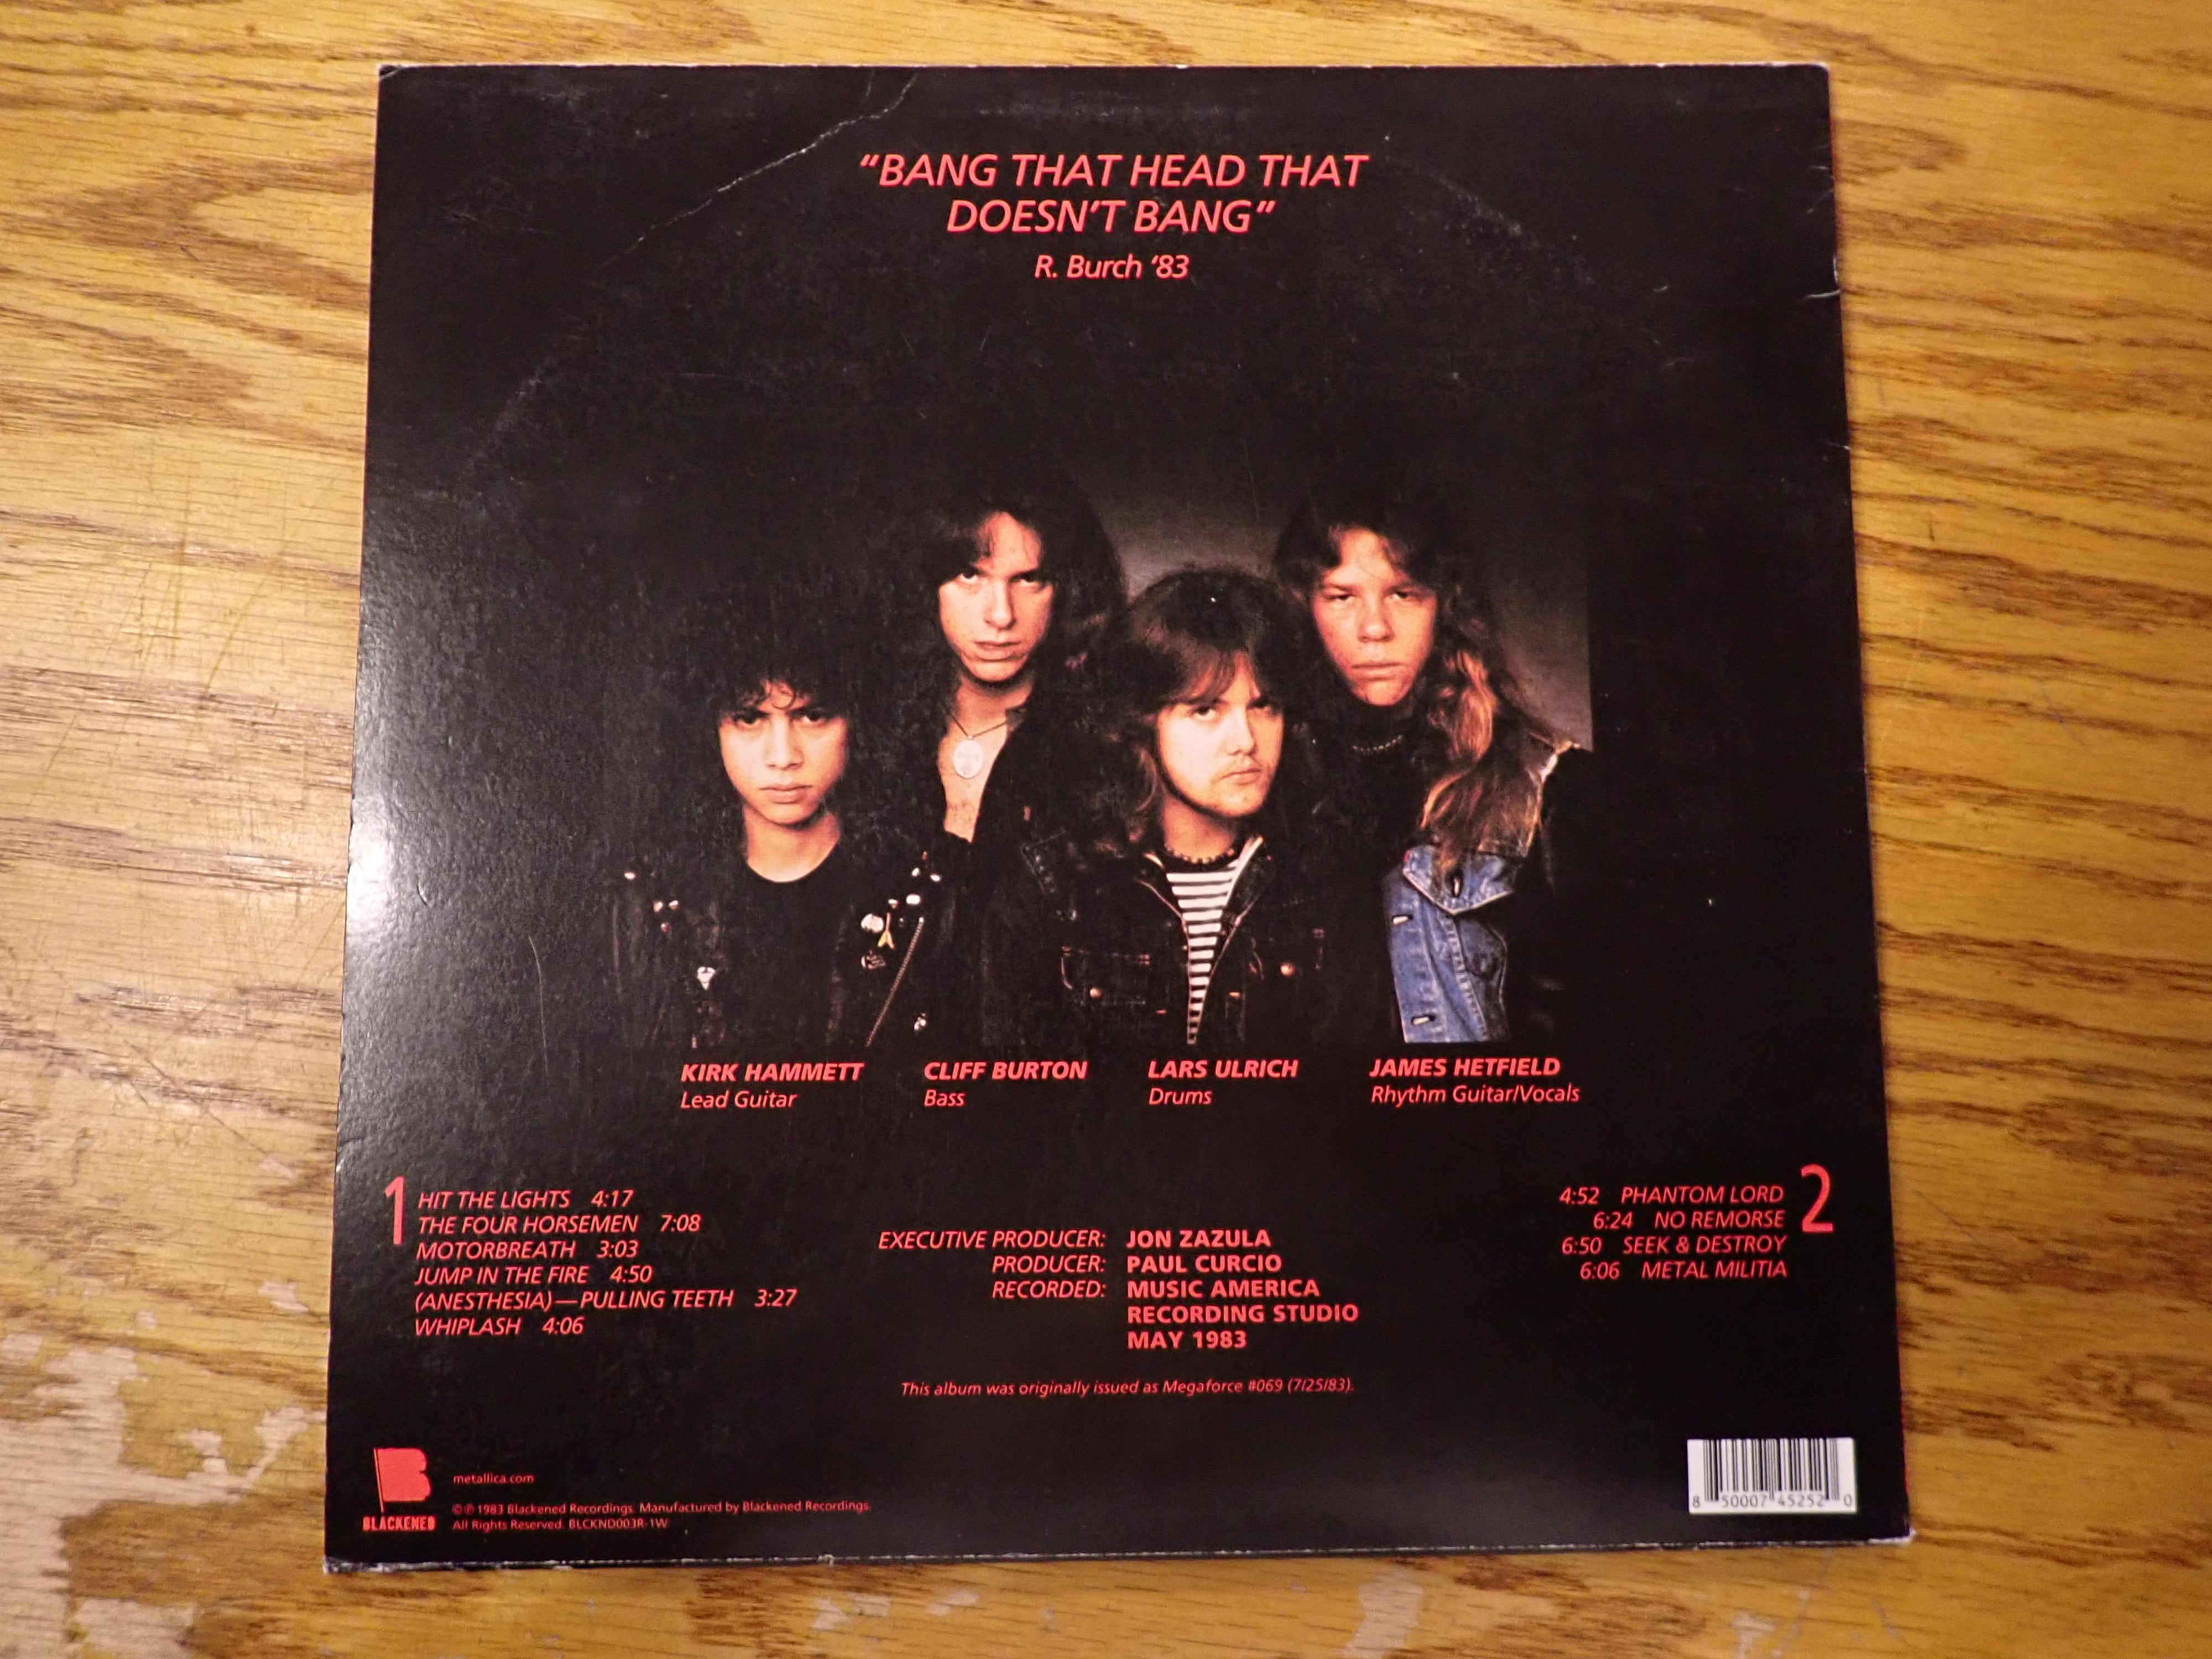 “BANG THAT HEAD THAT
DOESN’T BANG”
R. Burch ‘83
KIRK HAMMETT
Lead Guitar
CLIFF BURTON
Bass
LARS ULRICH
Drums
JAMES HETFIELD
Rhythm Guitar/Vocals
1
HIT THE LIGHTS 4:17
THE FOUR HORSEMEN 7:08
MOTORBREATH 3:03
JUMP IN THE FIRE 4:50
(ANESTHESIA)—PULLING TEETH 3:27
WHIPLASH 4:06
EXECUTIVE PRODUCER: JON ZAZULA
PRODUCER: PAUL CURCIO
RECORDED: MUSIC AMERICA
RECORDING STUDIO
MAY 1983
2
4:52 PHANTOM LORD
6:24 NO REMORSE
6:50 SEEK & DESTROY
6:06 METAL MILITIA
This album was originally issued as Megaforce #069 (7/25/83).
B
BLACKENED
metallica.com
©℗ 1983 Blackened Recordings. Manufactured by Blackened Recordings.
All Rights Reserved. BLCKND003R-1W
8 50007 45252 0